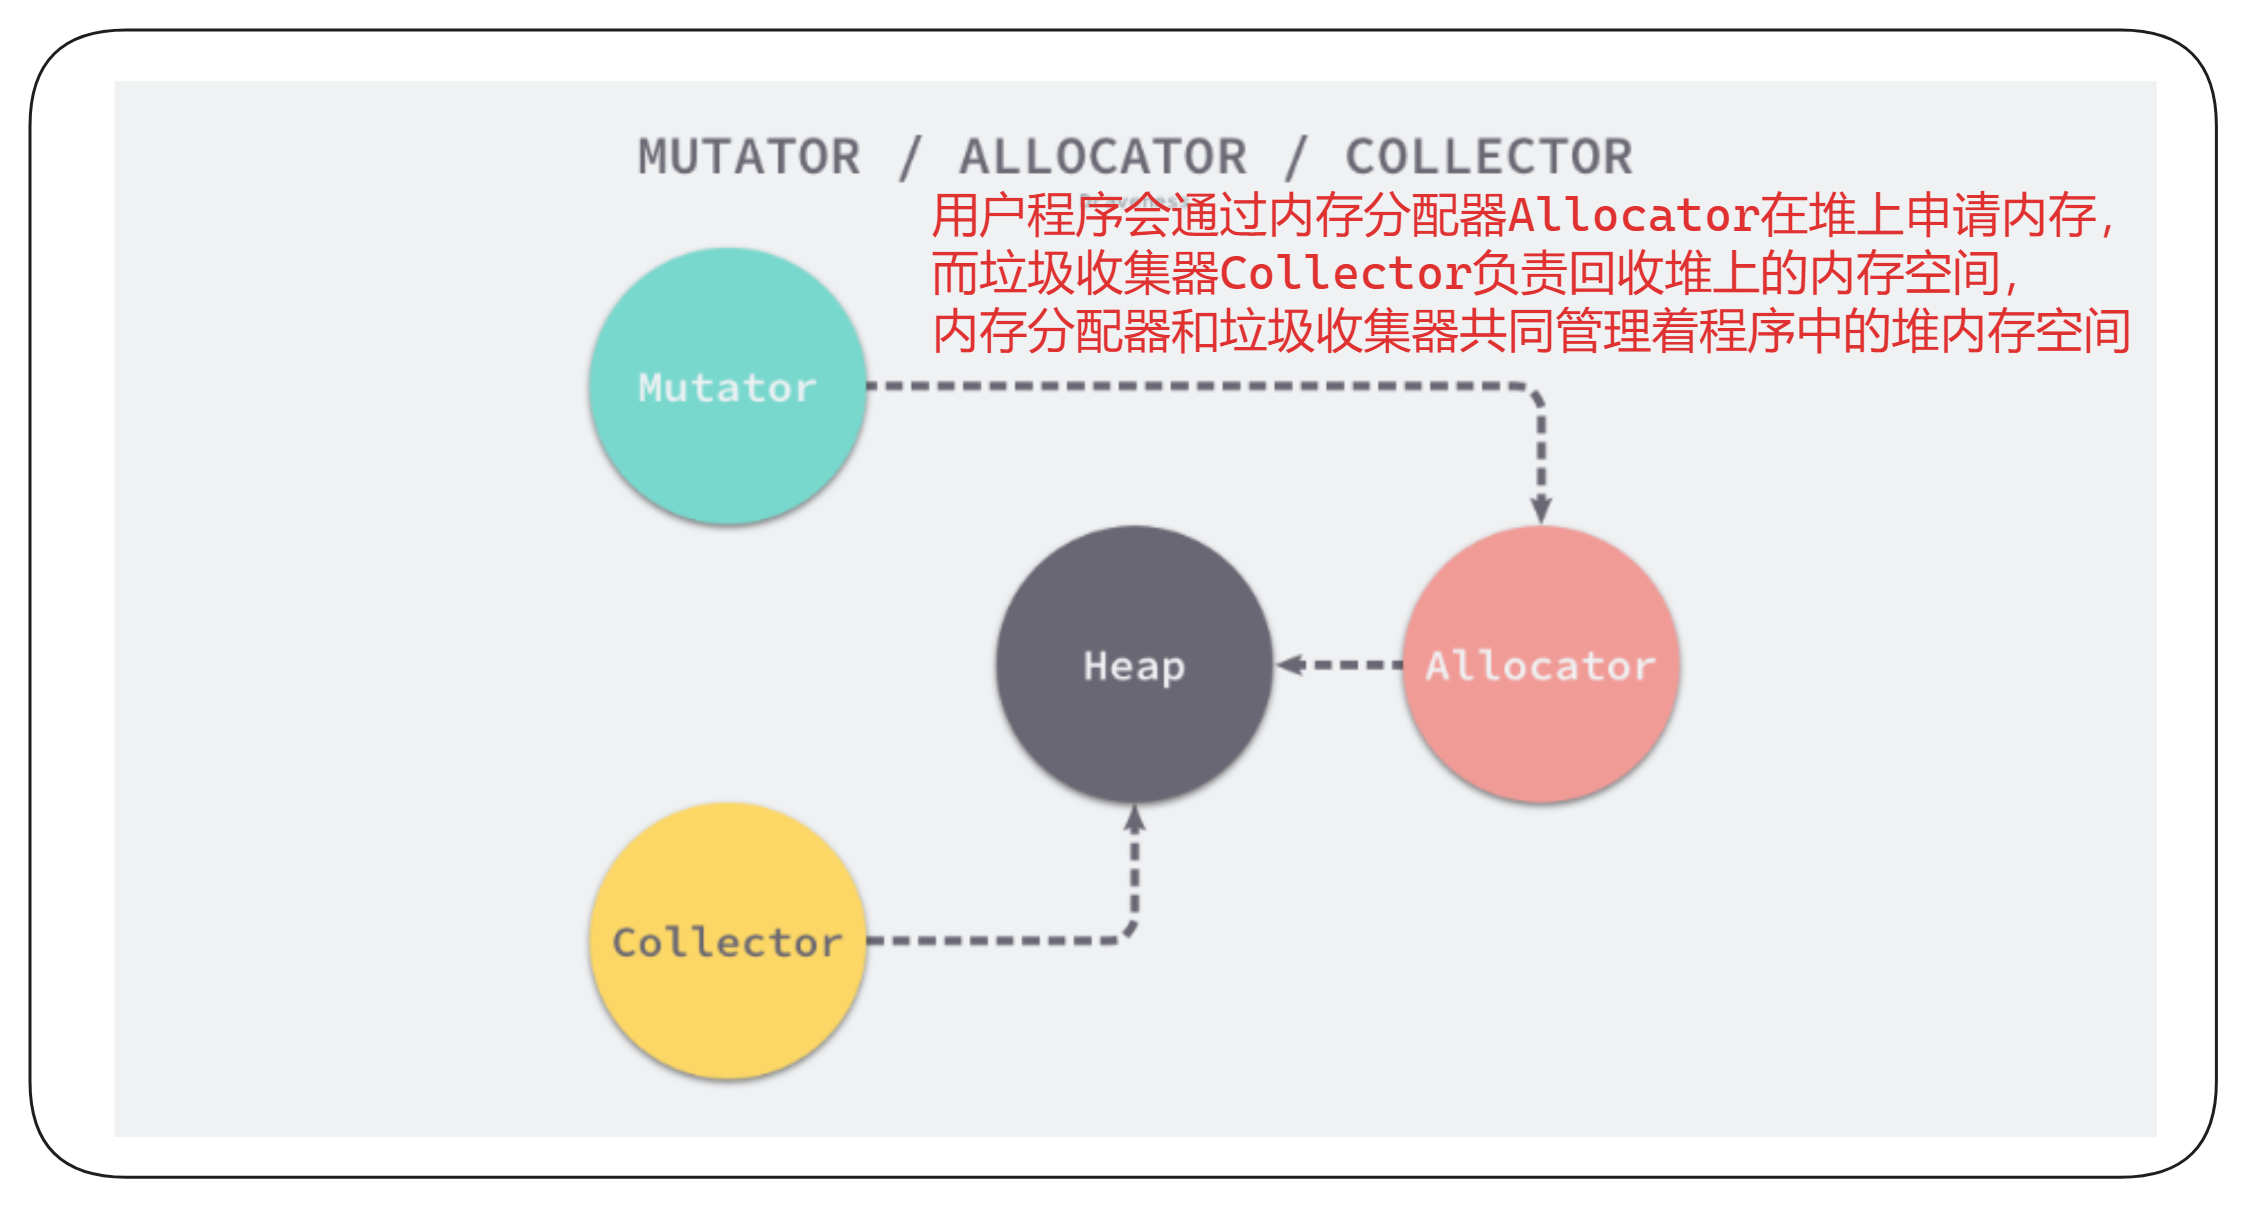 MUTATOR / ALLOCATOR / COLLECTOR
Draveness
用户程序会通过内存分配器Allocator在堆上申请内存,
而垃圾收集器Collector负责回收堆上的内存空间,
内存分配器和垃圾收集器共同管理着程序中的堆内存空间
Mutator
Heap
Allocator
Collector